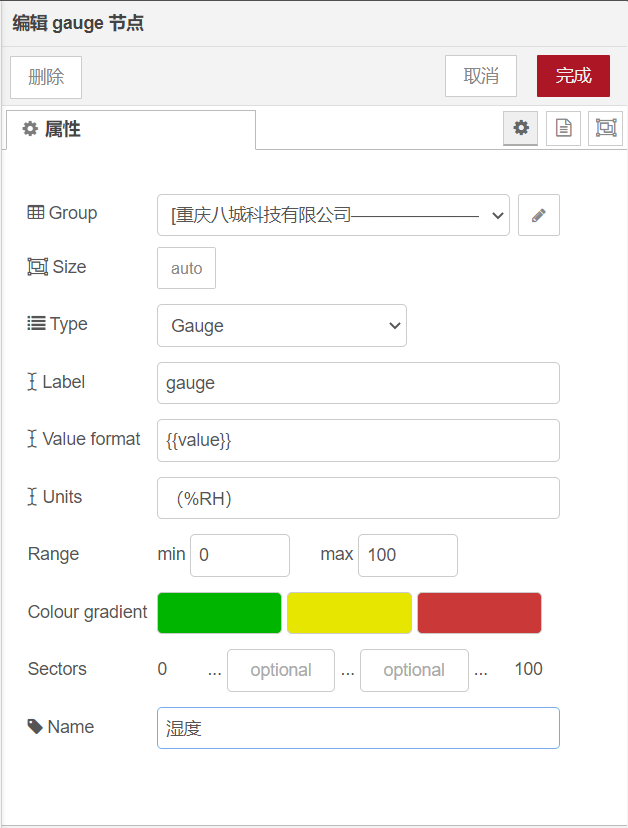 编辑 gauge 节点
删除 取消 完成
属性
Group [重庆八城科技有限公司————————
Size auto
Type Gauge
Label gauge
Value format {{value}}
Units （%RH）
Range min 0 max 100
Colour gradient
Sectors 0 ... optional ... optional ... 100
Name 湿度